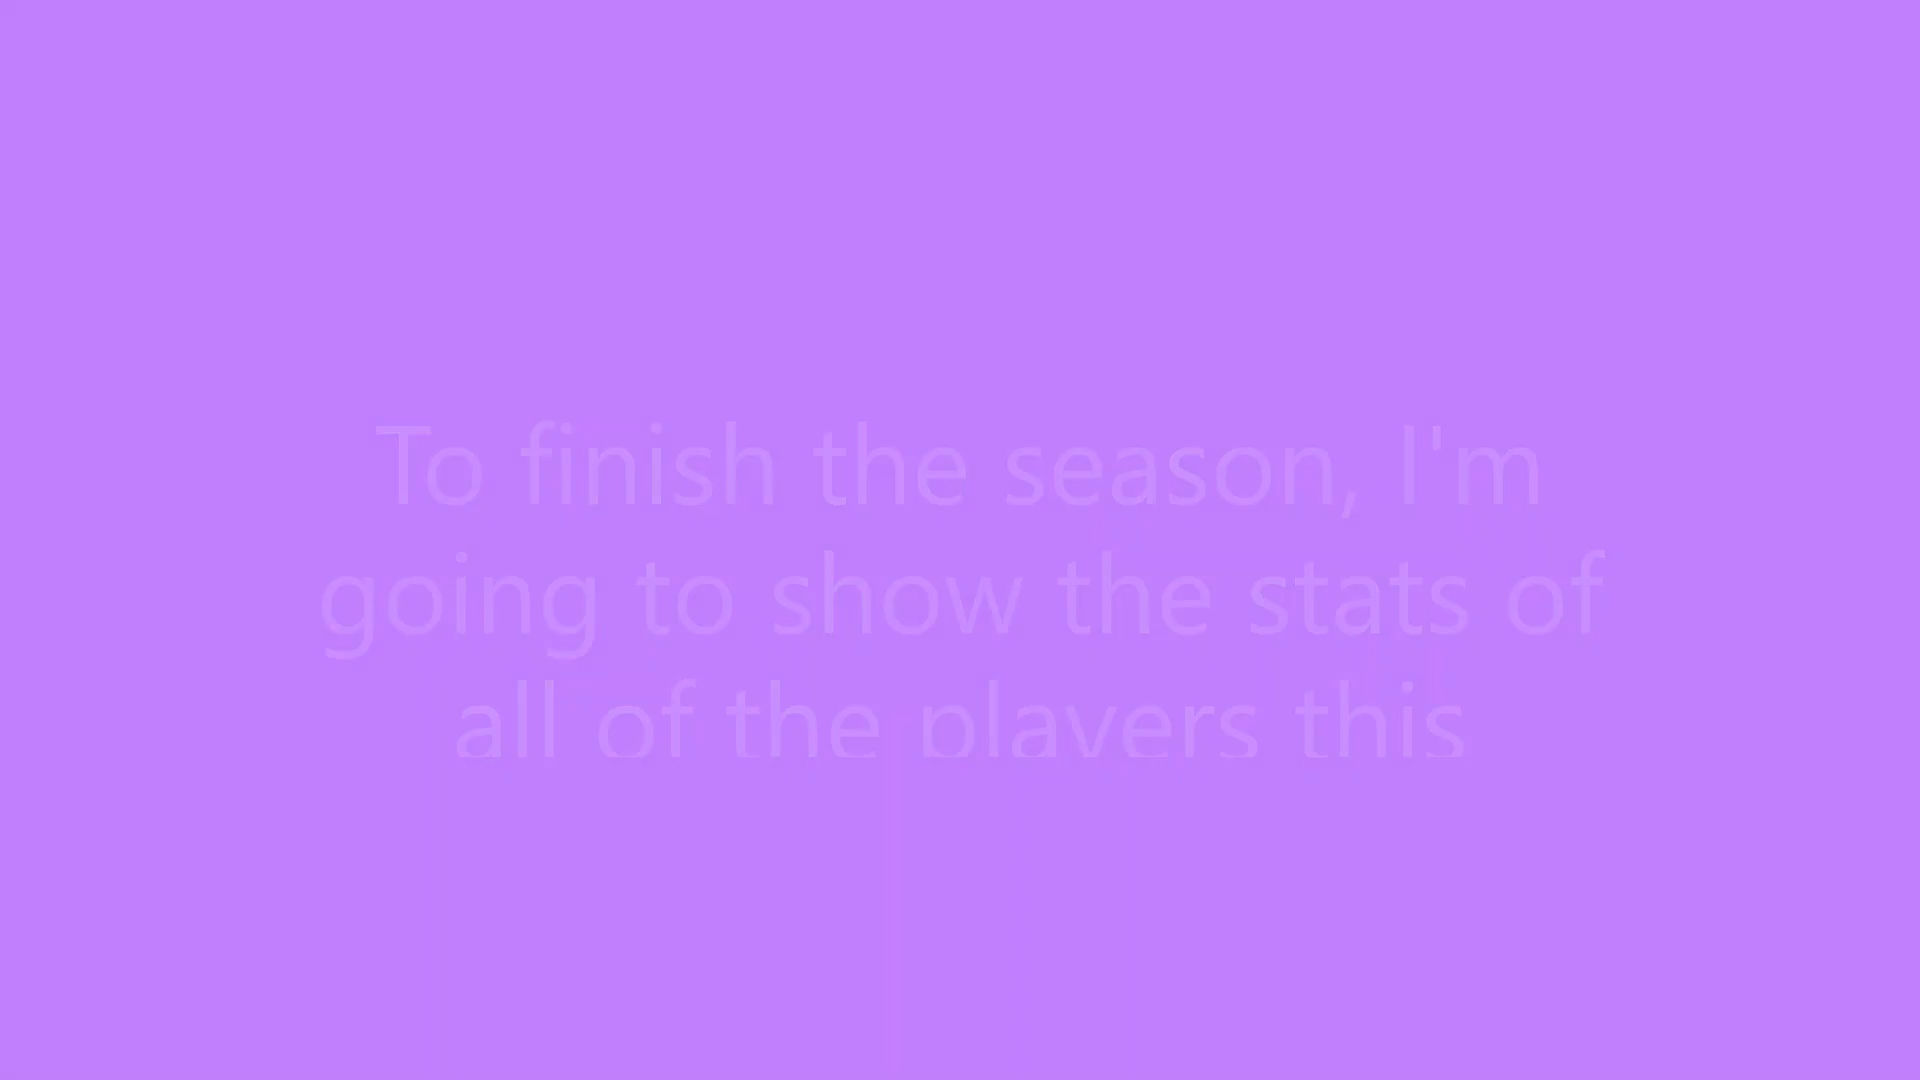 To finish the season, I'm
going to show the stats of
all of the players this